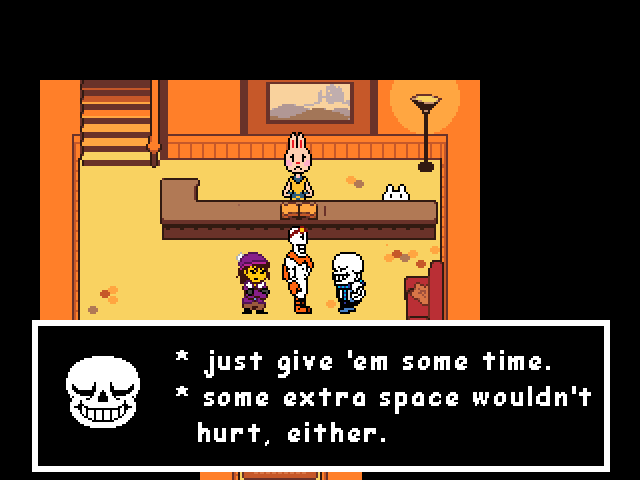 * just give 'em some time.
* some extra space wouldn't
hurt, either.